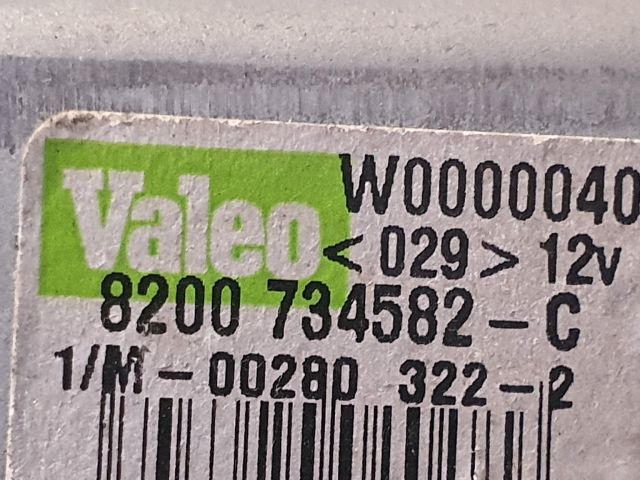 Valeo W0000040
<029> 12v
8200 734582-C
1/M-00280 322-2